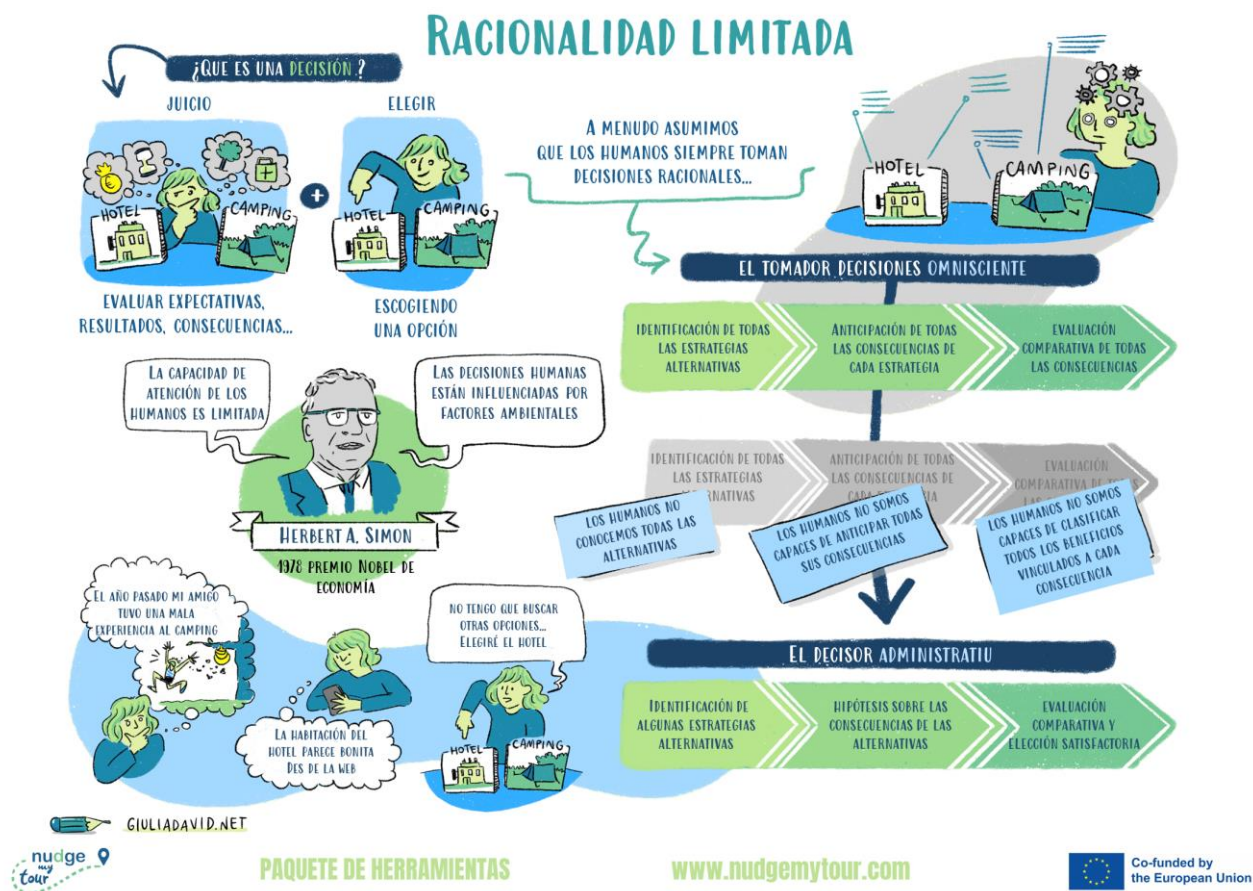 RACIONALIDAD LIMITADA
¿QUE ES UNA DECISIÓN?
JUICIO
ELEGIR
HOTEL
CAMPING
+
HOTEL
CAMPING
EVALUAR EXPECTATIVAS,
RESULTADOS, CONSECUENCIAS...
ESCOGIENDO
UNA OPCIÓN
A MENUDO ASUMIMOS
QUE LOS HUMANOS SIEMPRE TOMAN
DECISIONES RACIONALES...
HOTEL
CAMPING
EL TOMADOR DECISIONES OMNISCIENTE
IDENTIFICACIÓN DE TODAS
LAS ESTRATEGIAS
ALTERNATIVAS
ANTICIPACIÓN DE TODAS
LAS CONSECUENCIAS DE
CADA ESTRATEGIA
EVALUACIÓN
COMPARATIVA DE TODAS
LAS CONSECUENCIAS
LA CAPACIDAD DE
ATENCIÓN DE LOS
HUMANOS ES LIMITADA
LAS DECISIONES HUMANAS
ESTÁN INFLUENCIADAS POR
FACTORES AMBIENTALES
HERBERT A. SIMON
1978 PREMIO NOBEL DE
ECONOMÍA
IDENTIFICACIÓN DE TODAS
LAS ESTRATEGIAS
ANTICIPACIÓN DE TODAS
LAS CONSECUENCIAS DE
EVALUACIÓN
COMPARATIVA DE
LOS HUMANOS NO
CONOCEMOS TODAS LAS
ALTERNATIVAS
LOS HUMANOS NO SOMOS
CAPACES DE ANTICIPAR TODAS
SUS CONSECUENCIAS
LOS HUMANOS NO SOMOS
CAPACES DE CLASIFICAR
TODOS LOS BENEFICIOS
VINCULADOS A CADA
CONSECUENCIA
EL AÑO PASADO MI AMIGO
TUVO UNA MALA
EXPERIENCIA AL CAMPING
LA HABITACIÓN DEL
HOTEL PARECE BONITA
DES DE LA WEB
NO TENGO QUE BUSCAR
OTRAS OPCIONES...
ELEGIRÉ EL HOTEL
HOTEL
CAMPING
EL DECISOR ADMINISTRATIU
IDENTIFICACIÓN DE
ALGUNAS ESTRATEGIAS
ALTERNATIVAS
HIPÓTESIS SOBRE LAS
CONSECUENCIAS DE LAS
ALTERNATIVAS
EVALUACIÓN
COMPARATIVA Y
ELECCIÓN SATISFACTORIA
GIULIADAVID.NET
nudge
my
tour
PAQUETE DE HERRAMIENTAS
www.nudgemytour.com
Co-funded by
the European Union